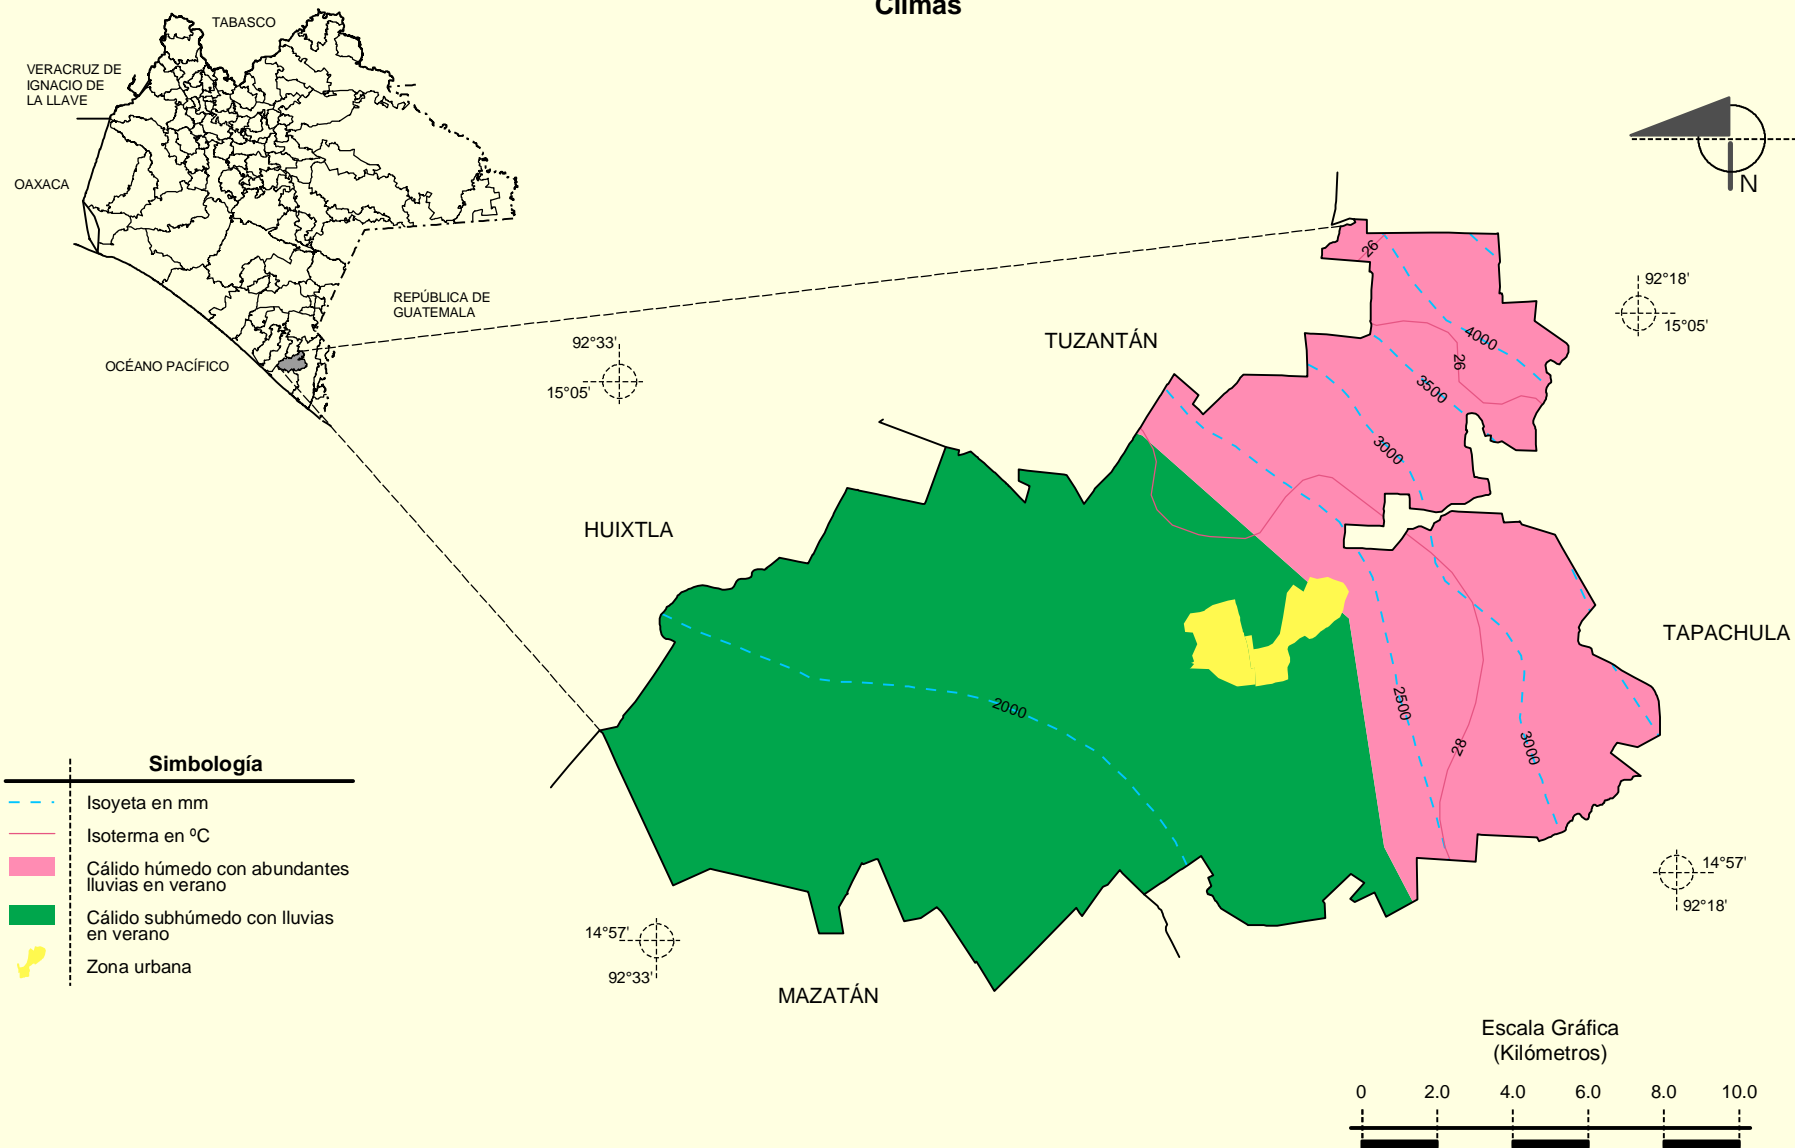 Climas
TABASCO
VERACRUZ DE
IGNACIO DE
LA LLAVE
OAXACA
REPÚBLICA DE
GUATEMALA
OCÉANO PACÍFICO
N
92°18'
15°05'
92°33'
15°05'
TUZANTÁN
HUIXTLA
TAPACHULA
MAZATÁN
26
4000
26
3500
3000
2000
2500
28
3000
14°57'
92°18'
14°57'
92°33'
Simbología
Isoyeta en mm
Isoterma en ºC
Cálido húmedo con abundantes
lluvias en verano
Cálido subhúmedo con lluvias
en verano
Zona urbana
Escala Gráfica
(Kilómetros)
0 2.0 4.0 6.0 8.0 10.0